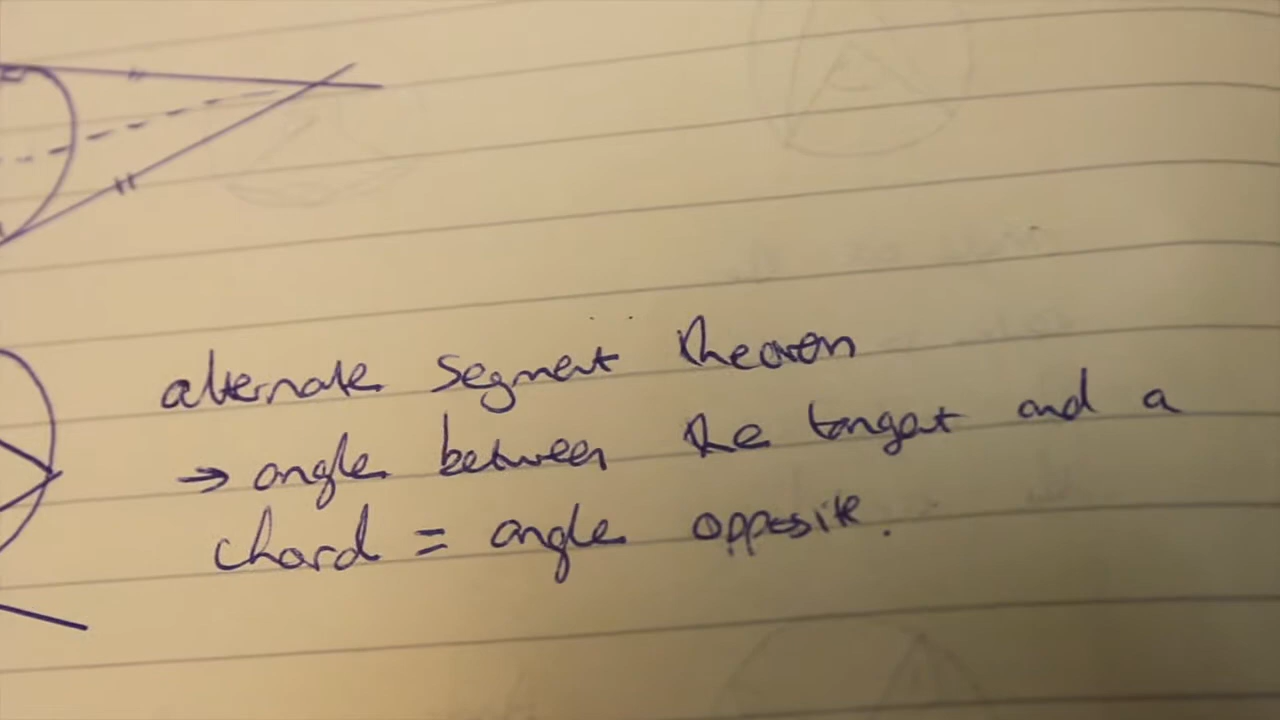 alternate segment theorem
→ angle between the tangent and a
chord = angle opposite.